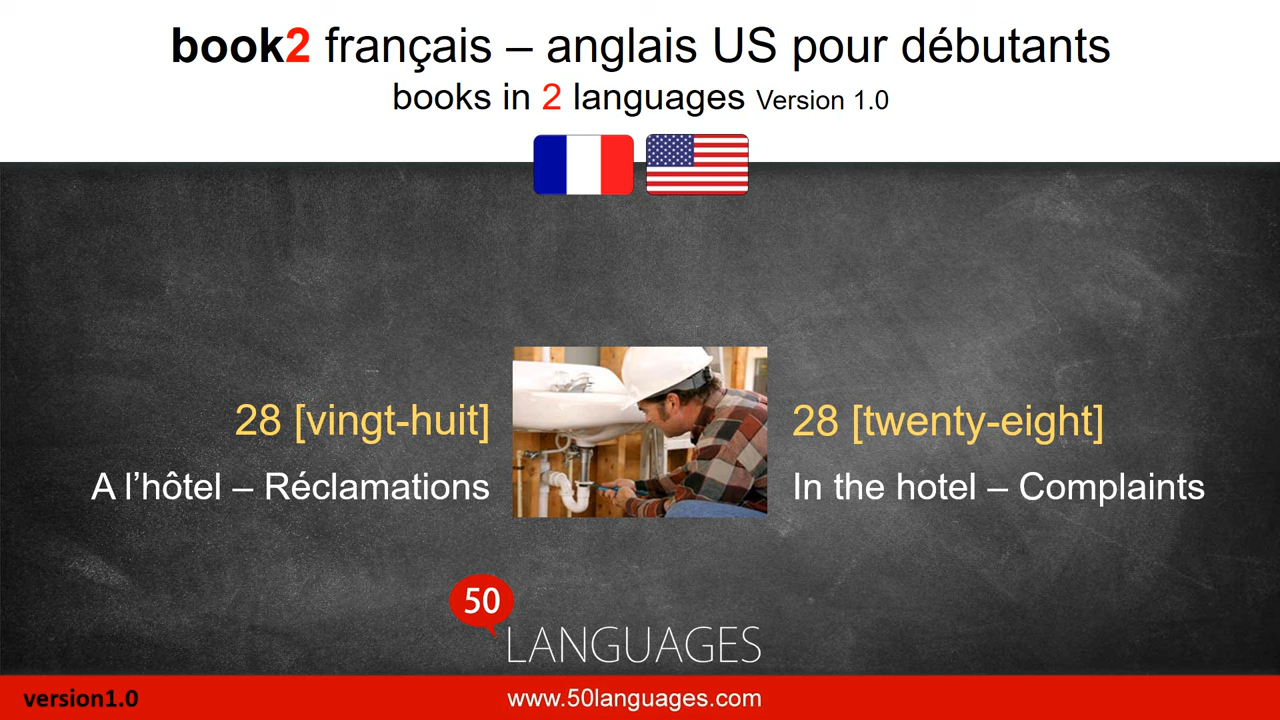 book2 français – anglais US pour débutants
books in 2 languages Version 1.0
28 [vingt-huit]
A l’hôtel – Réclamations
28 [twenty-eight]
In the hotel – Complaints
50
LANGUAGES
version1.0
www.50languages.com